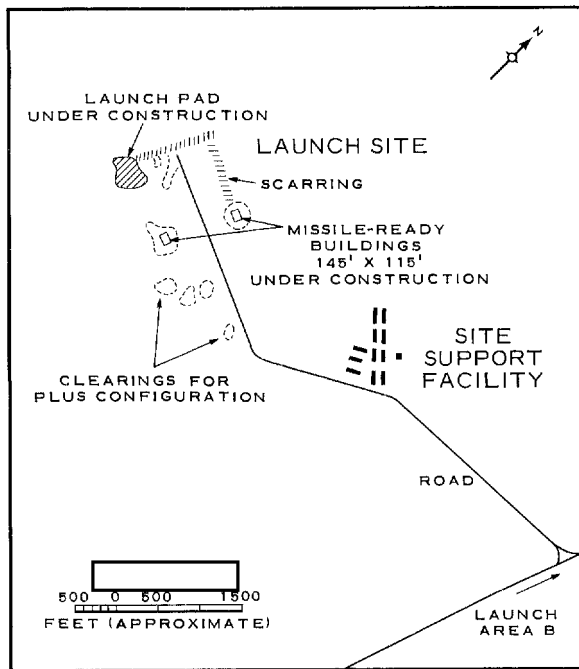 N
LAUNCH PAD
UNDER CONSTRUCTION
LAUNCH SITE
SCARRING
MISSILE-READY
BUILDINGS
145' X 115'
UNDER CONSTRUCTION
SITE
SUPPORT
FACILITY
CLEARINGS FOR
PLUS CONFIGURATION
ROAD
500 0 500 1500
FEET (APPROXIMATE)
LAUNCH
AREA B